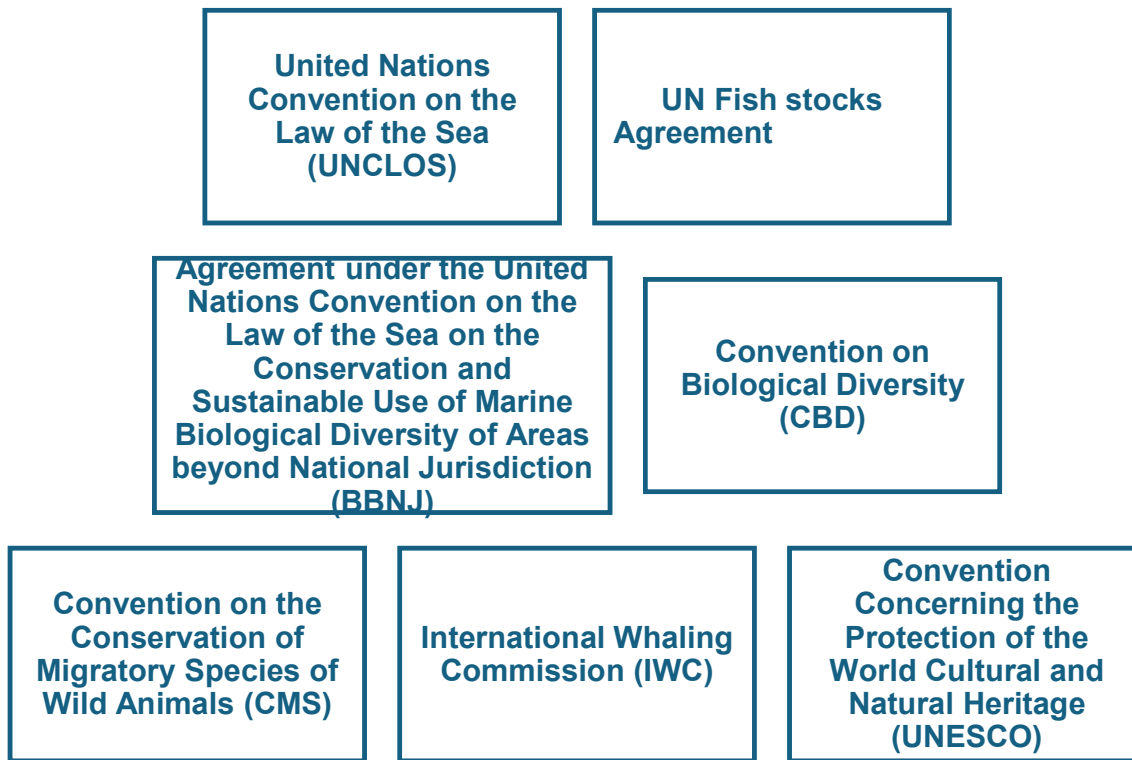 United Nations
Convention on the
Law of the Sea
(UNCLOS)
UN Fish stocks
Agreement
Agreement under the United
Nations Convention on the
Law of the Sea on the
Conservation and
Sustainable Use of Marine
Biological Diversity of Areas
beyond National Jurisdiction
(BBNJ)
Convention on
Biological Diversity
(CBD)
Convention on the
Conservation of
Migratory Species of
Wild Animals (CMS)
International Whaling
Commission (IWC)
Convention
Concerning the
Protection of the
World Cultural and
Natural Heritage
(UNESCO)